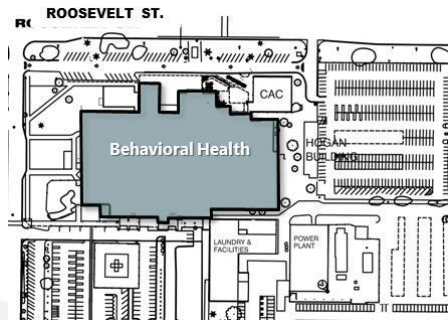 ROOSEVELT ST.
CAC
Behavioral Health
HOGAN
BUILDING
LAUNDRY &
FACILITIES
POWER
PLANT